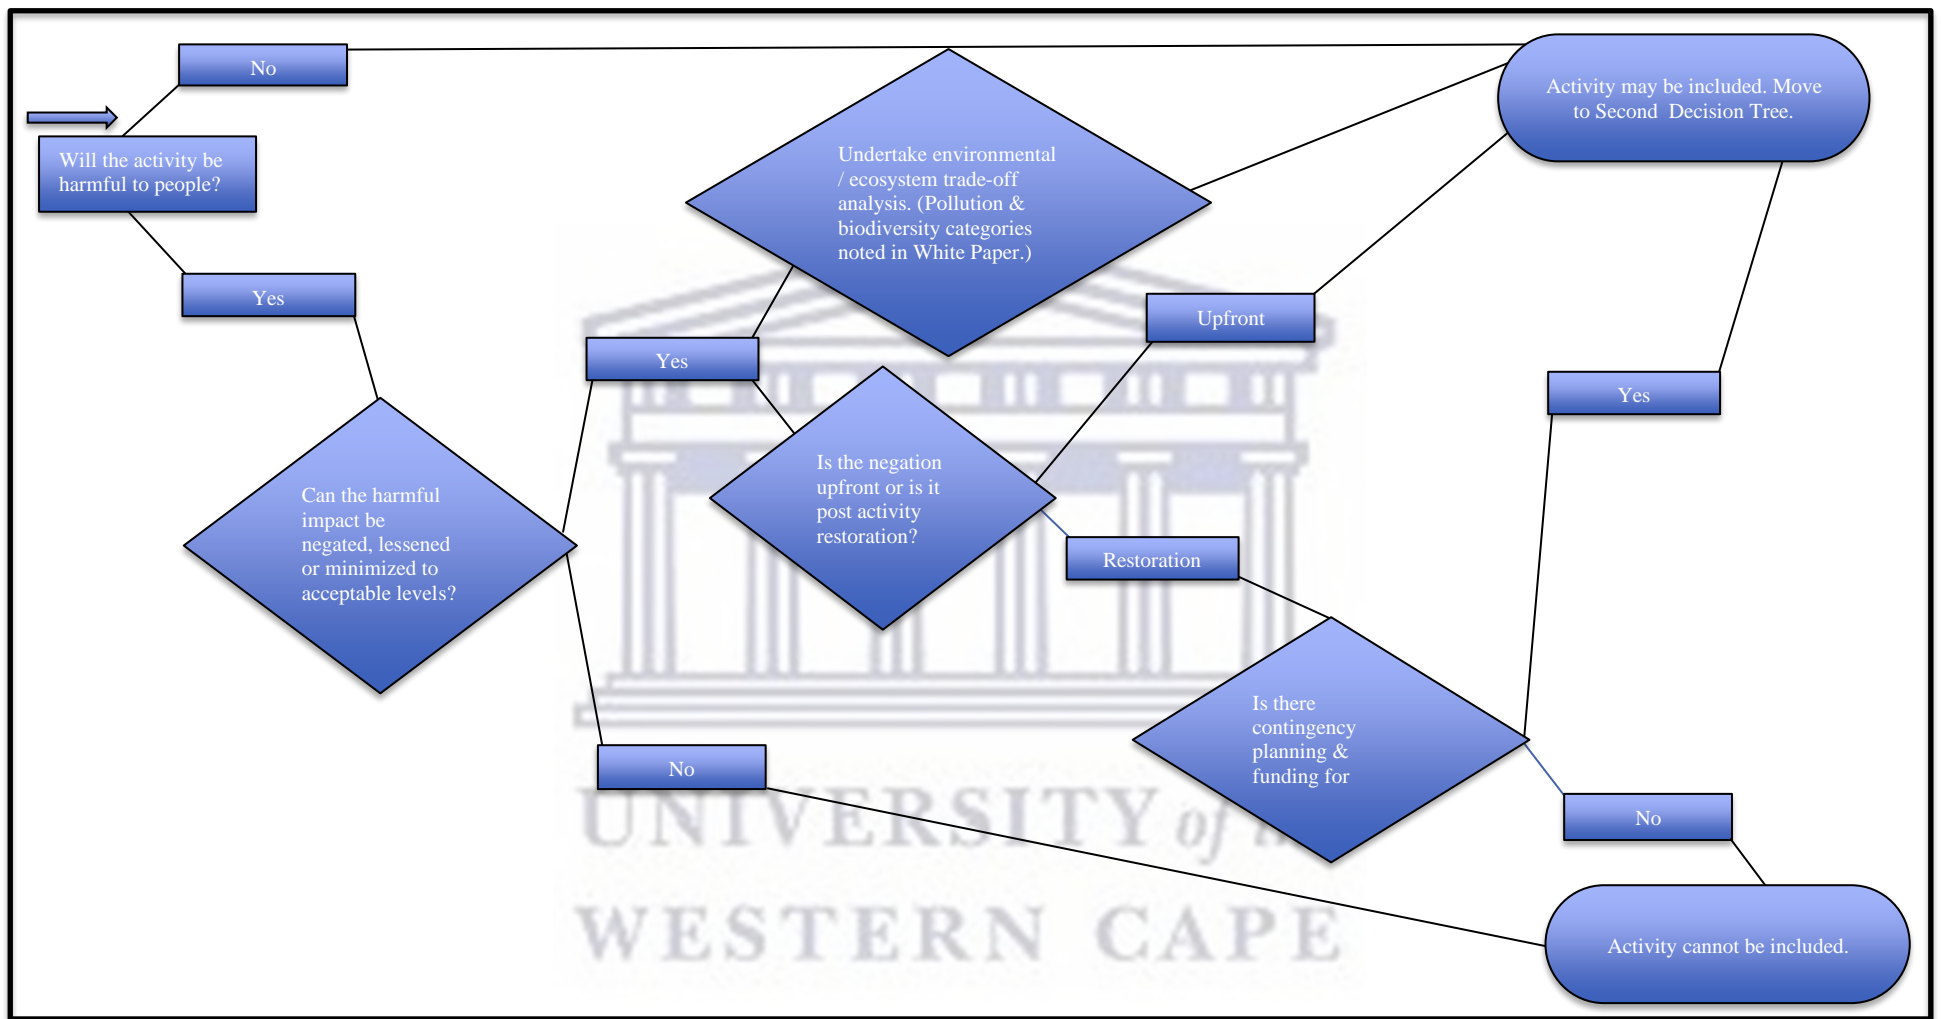 No
Will the activity be
harmful to people?
Yes
Can the harmful
impact be
negated, lessened
or minimized to
acceptable levels?
Yes
No
Undertake environmental
/ ecosystem trade-off
analysis. (Pollution &
biodiversity categories
noted in White Paper.)
Is the negation
upfront or is it
post activity
restoration?
Upfront
Restoration
Is there
contingency
planning &
funding for
Yes
No
Activity may be included. Move
to Second Decision Tree.
Activity cannot be included.
UNIVERSITY of
WESTERN CAPE